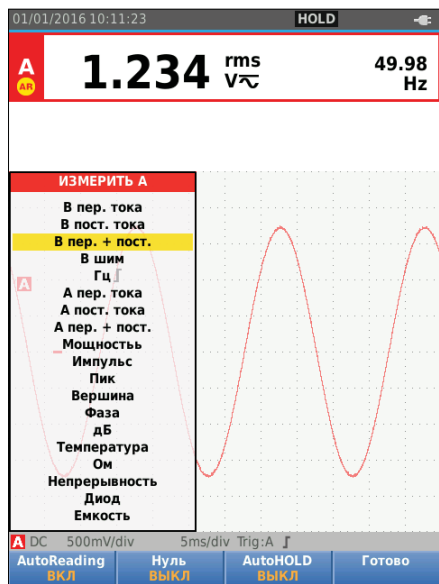 01/01/2016 10:11:23 HOLD
A AR 1.234 rms V 49.98 Hz
ИЗМЕРИТЬ A
В пер. тока
В пост. тока
В пер. + пост.
В шим
Гц
А пер. тока
А пост. тока
А пер. + пост.
Мощностьь
Импульс
Пик
Вершина
Фаза
дБ
Температура
Ом
Непрерывность
Диод
Емкость
A
A DC 500mV/div 5ms/div Trig:A
AutoReading Нуль AutoHOLD Готово
ВКЛ ВЫКЛ ВЫКЛ